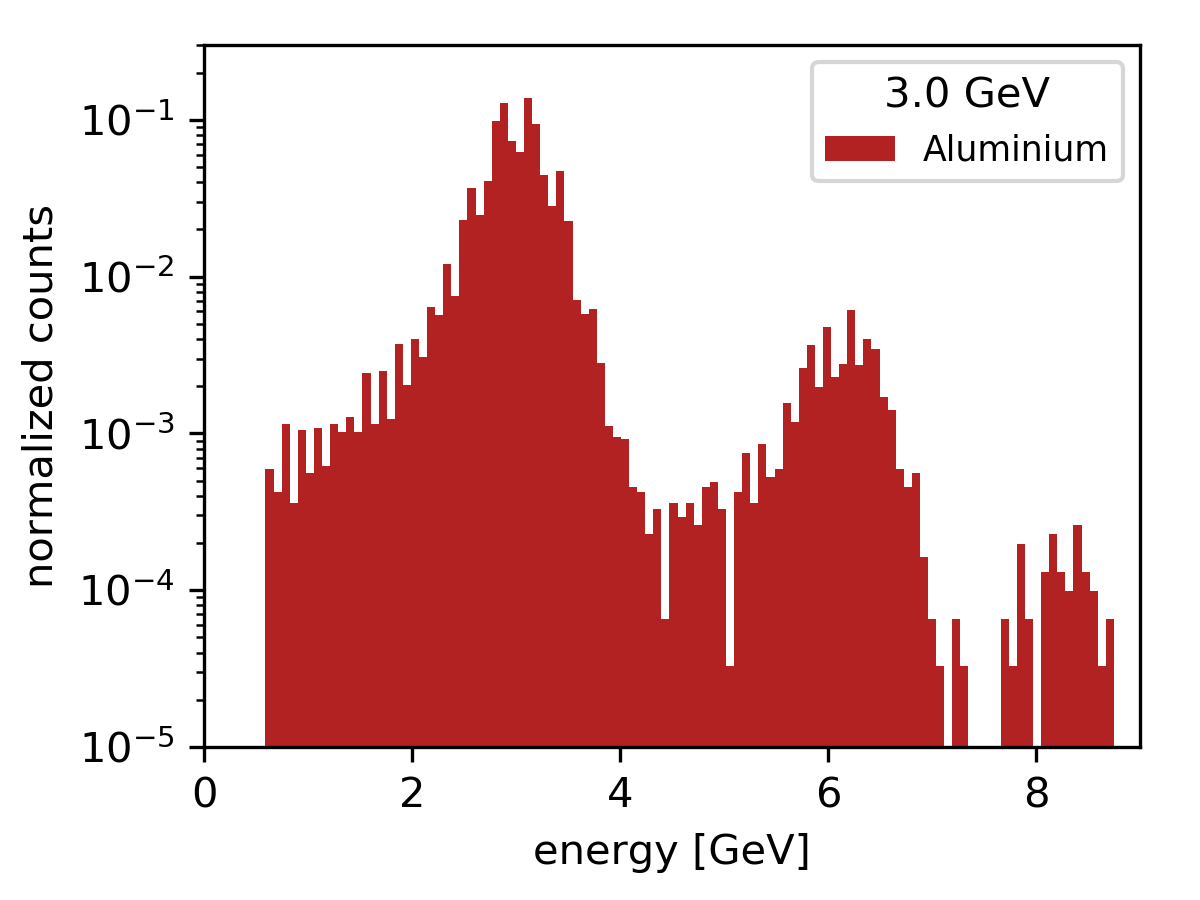 3.0 GeV
Aluminium
normalized counts
10⁻¹
10⁻²
10⁻³
10⁻⁴
10⁻⁵
0 2 4 6 8
energy [GeV]